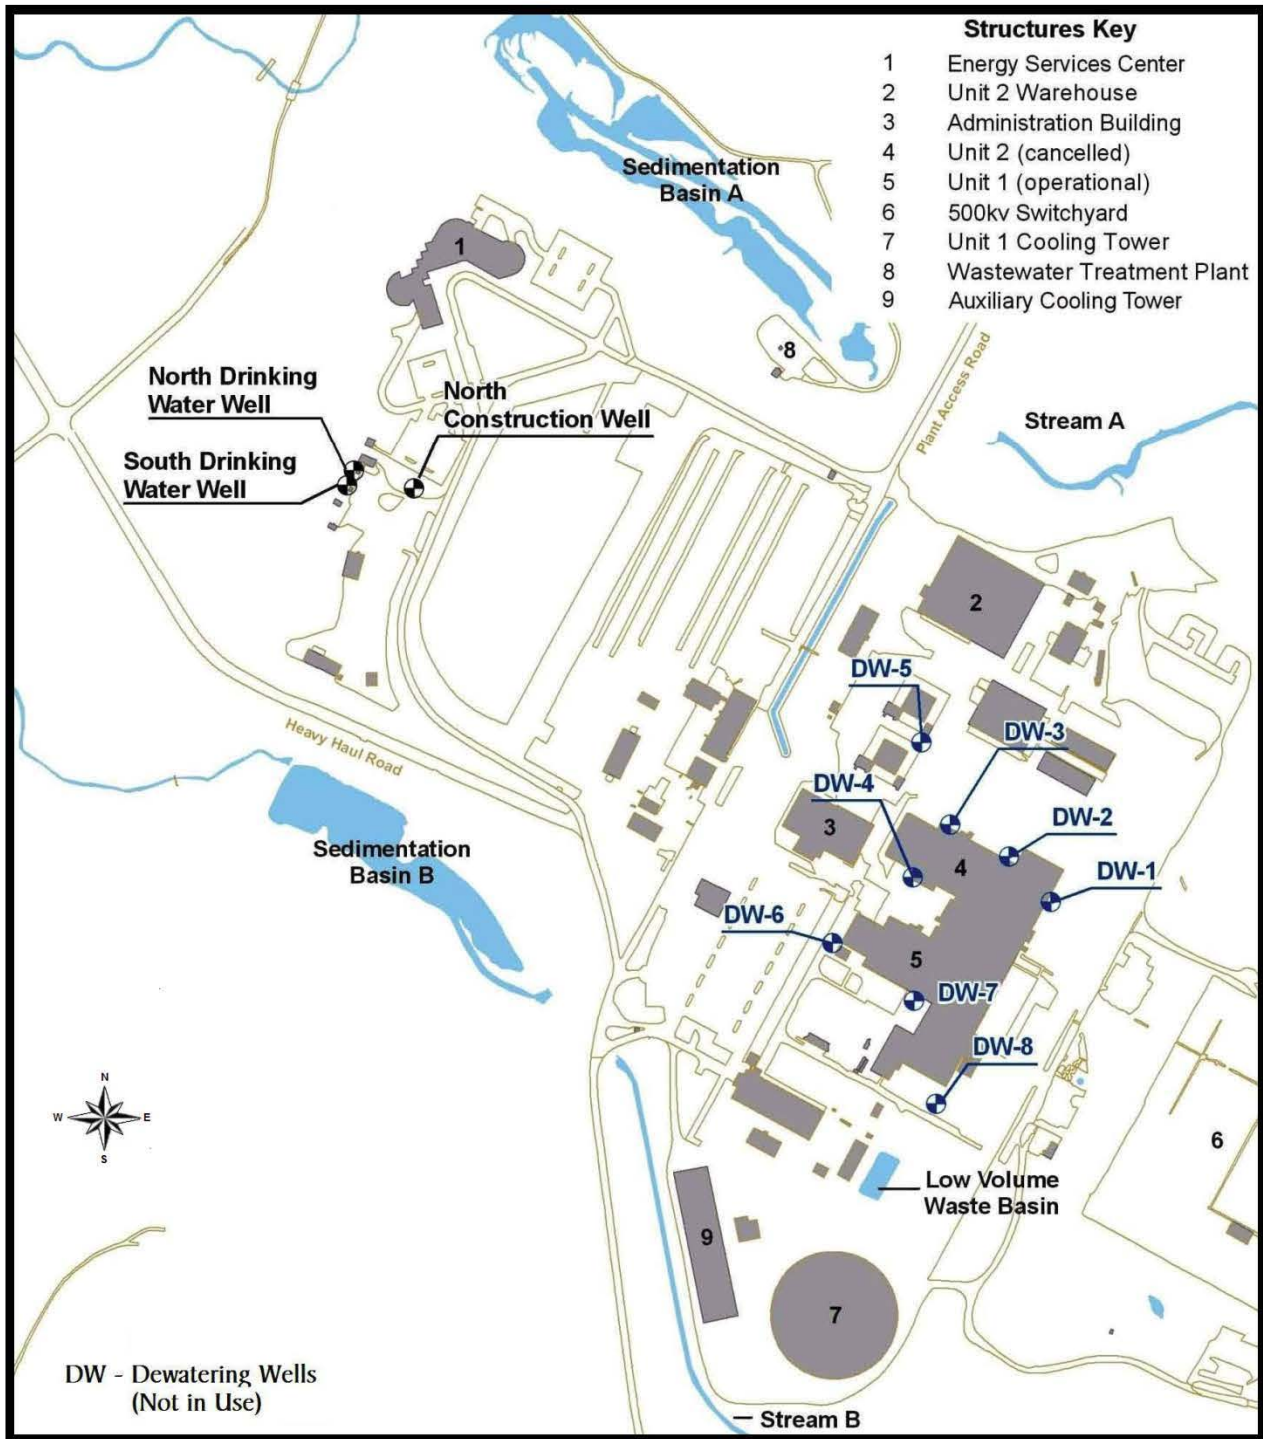 Structures Key
1 Energy Services Center
2 Unit 2 Warehouse
3 Administration Building
4 Unit 2 (cancelled)
5 Unit 1 (operational)
6 500kv Switchyard
7 Unit 1 Cooling Tower
8 Wastewater Treatment Plant
9 Auxiliary Cooling Tower
Sedimentation
Basin A
1
8
Plant Access Road
North Drinking
Water Well
North
Construction Well
South Drinking
Water Well
Stream A
2
DW-5
DW-3
Heavy Haul Road
DW-4
DW-2
3
4
Sedimentation
Basin B
DW-1
DW-6
5
DW-7
DW-8
N
W E
S
6
Low Volume
Waste Basin
9
7
DW - Dewatering Wells
(Not in Use)
Stream B